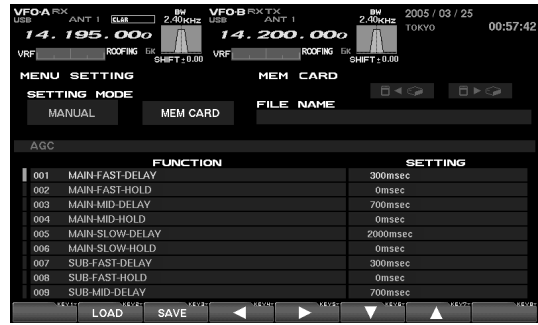 VFO-A RX VFO-B RXTX 2005 / 03 / 25
USB ANT 1 CLAR BW 2.40KHZ USB ANT 1 BW 2.40KHZ TOKYO 00:57:42
14. 195. 000 14. 200. 000
VRF ROOFING 6K SHIFT±0.00 VRF ROOFING 6K SHIFT±0.00
MENU SETTING MEM CARD
SETTING MODE
MANUAL MEM CARD FILE NAME
AGC
FUNCTION SETTING
001 MAIN-FAST-DELAY 300msec
002 MAIN-FAST-HOLD 0msec
003 MAIN-MID-DELAY 700msec
004 MAIN-MID-HOLD 0msec
005 MAIN-SLOW-DELAY 2000msec
006 MAIN-SLOW-HOLD 0msec
007 SUB-FAST-DELAY 300msec
008 SUB-FAST-HOLD 0msec
009 SUB-MID-DELAY 700msec
LOAD SAVE